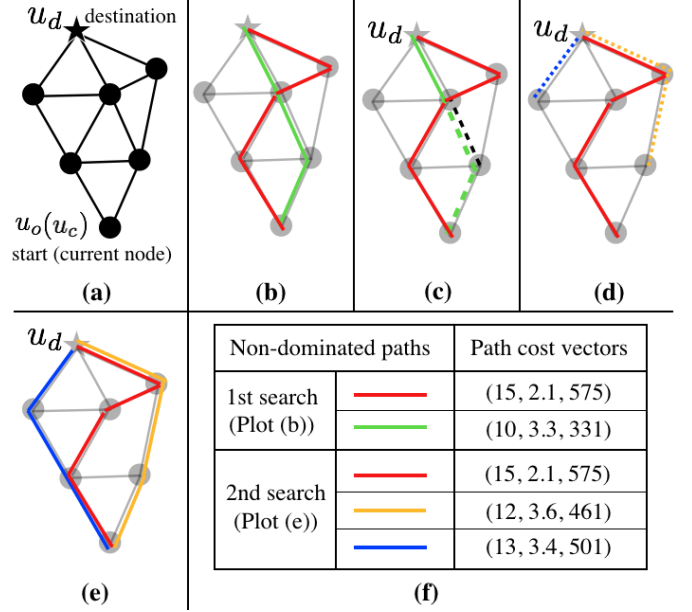 u_d destination
u_o(u_c)
start (current node)
(a)
(b)
u_d
(c)
u_d
(d)
u_d
(e)
Non-dominated paths Path cost vectors
1st search
(Plot (b))
(15, 2.1, 575)
(10, 3.3, 331)
2nd search
(Plot (e))
(15, 2.1, 575)
(12, 3.6, 461)
(13, 3.4, 501)
(f)